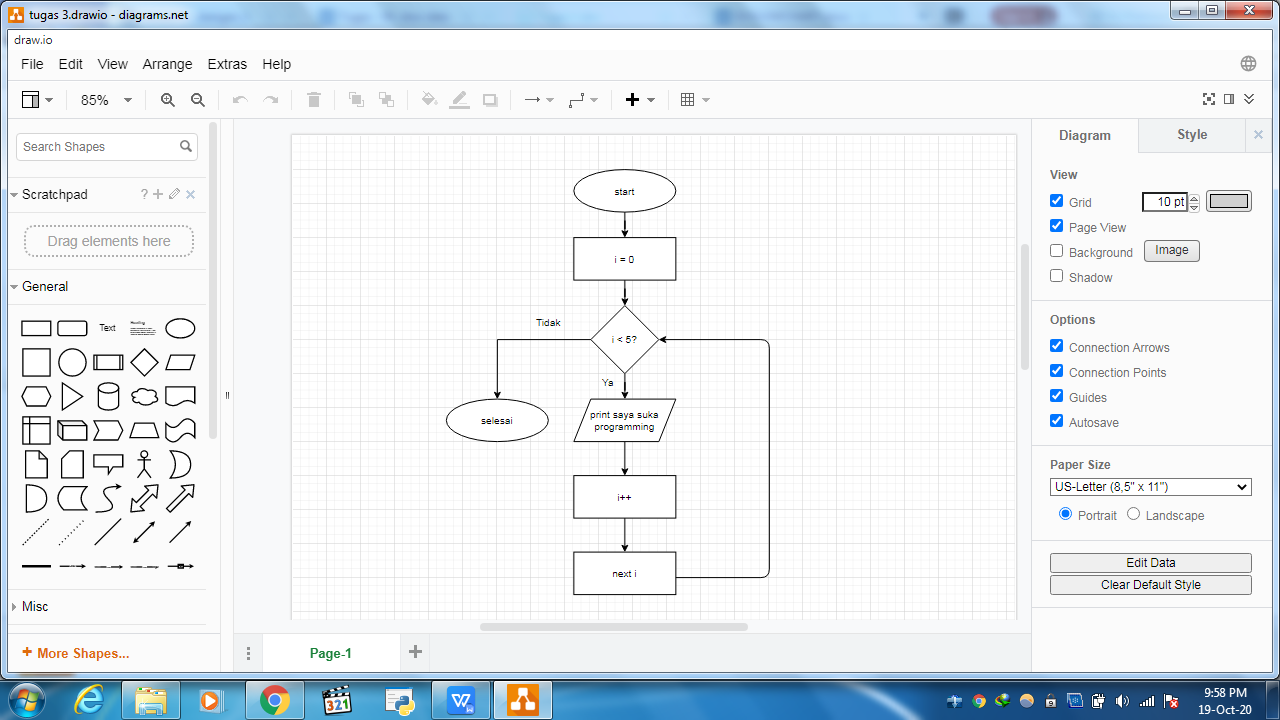 tugas 3.drawio - diagrams.net
draw.io
File Edit View Arrange Extras Help
85%
Search Shapes
Scratchpad
?
Drag elements here
General
Text
Heading
Misc
+ More Shapes...
start
i = 0
i < 5?
Tidak
Ya
selesai
print saya suka
programming
i++
next i
Page-1
Diagram Style
View
Grid 10 pt
Page View
Background Image
Shadow
Options
Connection Arrows
Connection Points
Guides
Autosave
Paper Size
US-Letter (8,5" x 11")
Portrait Landscape
Edit Data
Clear Default Style
321
W
9:58 PM
19-Oct-20